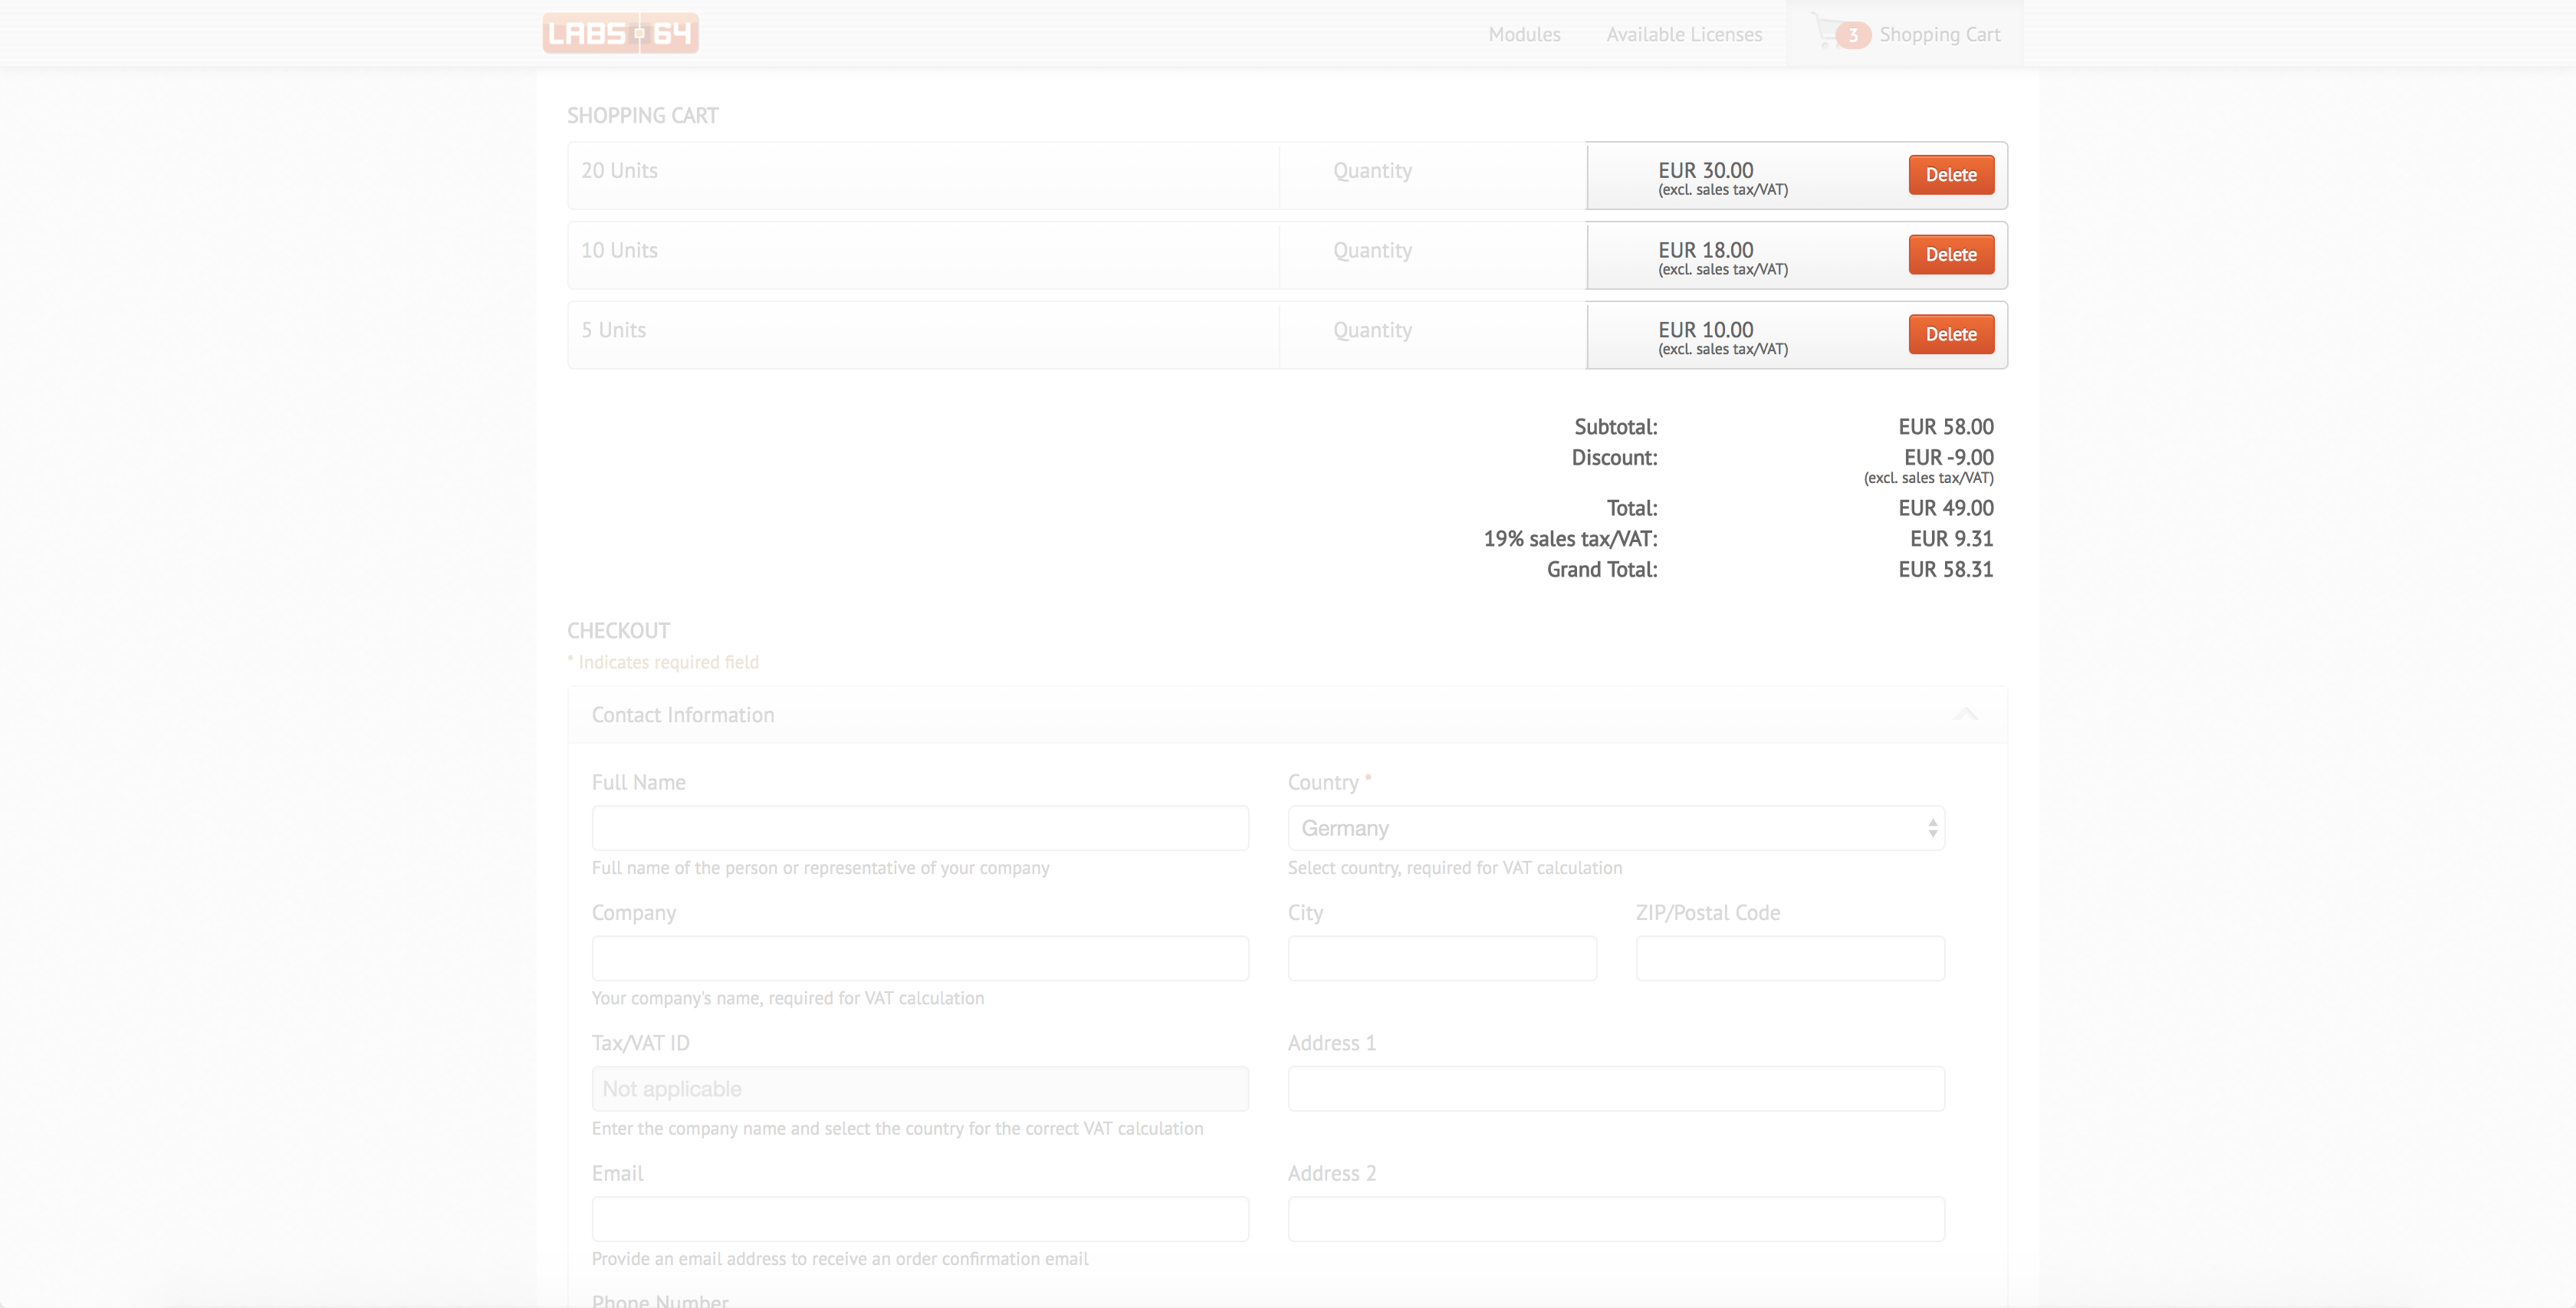 LABS 64
Modules
Available Licenses
3 Shopping Cart
SHOPPING CART
20 Units
Quantity
EUR 30.00
(excl. sales tax/VAT)
Delete
10 Units
Quantity
EUR 18.00
(excl. sales tax/VAT)
Delete
5 Units
Quantity
EUR 10.00
(excl. sales tax/VAT)
Delete
Subtotal: EUR 58.00
Discount: EUR -9.00
(excl. sales tax/VAT)
Total: EUR 49.00
19% sales tax/VAT: EUR 9.31
Grand Total: EUR 58.31
CHECKOUT
* Indicates required field
Contact Information
Full Name
Country *
Germany
Full name of the person or representative of your company
Select country, required for VAT calculation
Company
City
ZIP/Postal Code
Your company's name, required for VAT calculation
Tax/VAT ID
Address 1
Not applicable
Enter the company name and select the country for the correct VAT calculation
Email
Address 2
Provide an email address to receive an order confirmation email
Phone Number